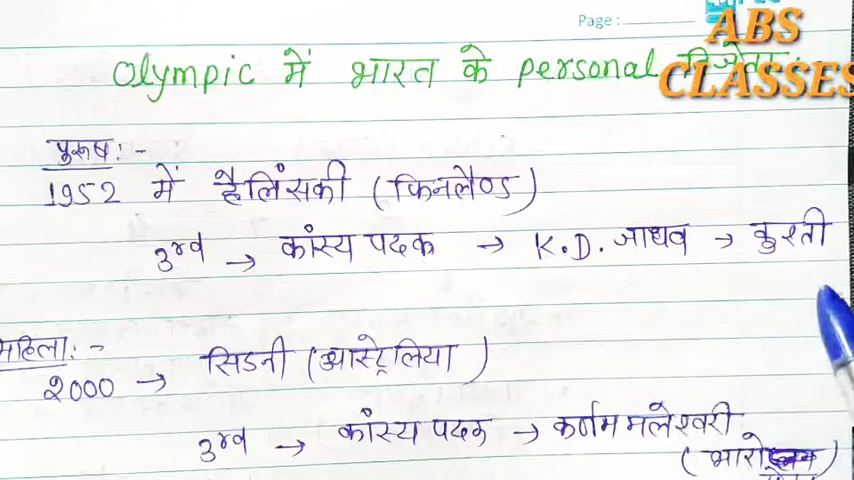 Page :
ABS
CLASSES
Olympic में भारत के personal
पुरूष :-
1952 में हैलिंसकी (फिनलैण्ड)
3rd → कांस्य पदक → K.D. जाधव → कुश्ती
महिला :-
2000 → सिडनी (आस्ट्रेलिया)
3rd → कांस्य पदक → कर्णम मलेश्वरी